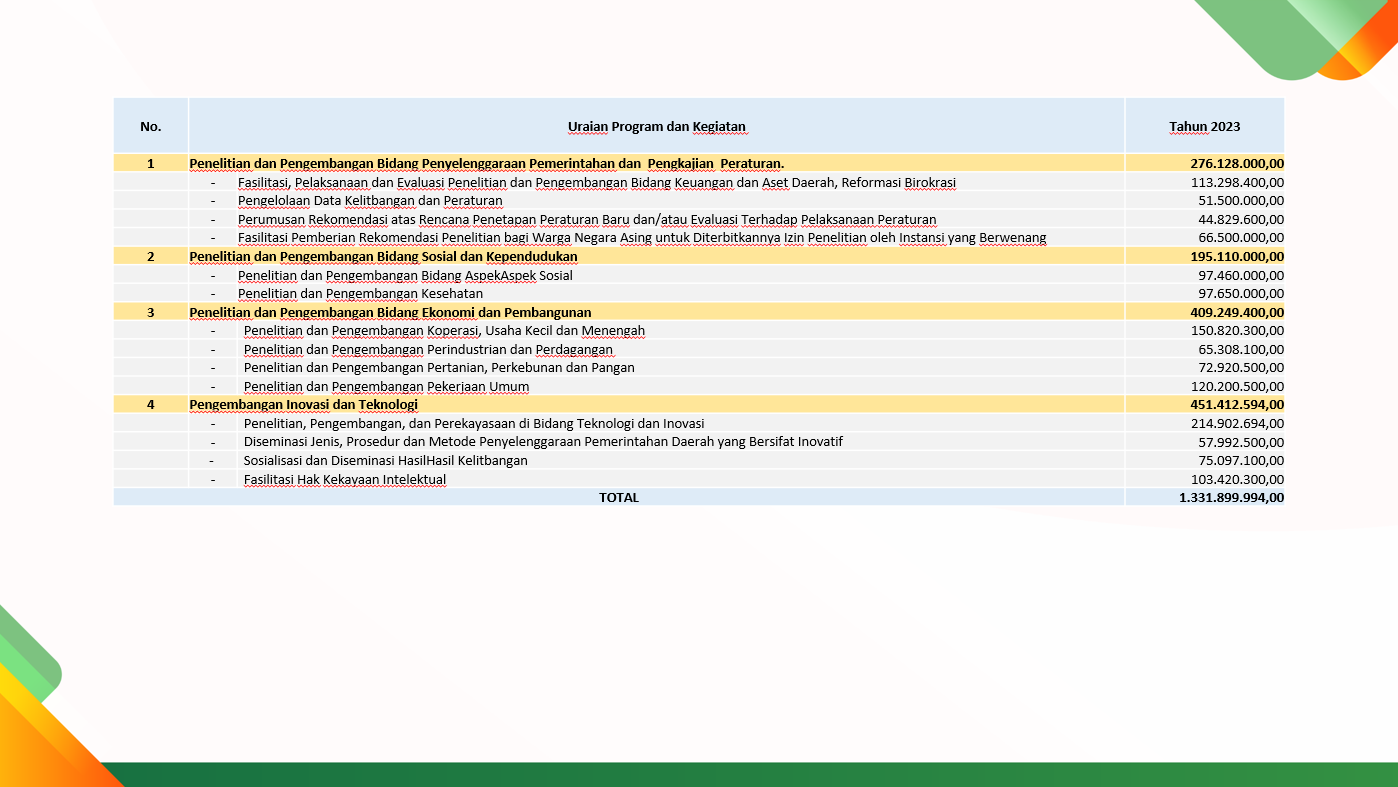 No. Uraian Program dan Kegiatan Tahun 2023
1 Penelitian dan Pengembangan Bidang Penyelenggaraan Pemerintahan dan Pengkajian Peraturan. 276.128.000,00
- Fasilitasi, Pelaksanaan dan Evaluasi Penelitian dan Pengembangan Bidang Keuangan dan Aset Daerah, Reformasi Birokrasi 113.298.400,00
- Pengelolaan Data Kelitbangan dan Peraturan 51.500.000,00
- Perumusan Rekomendasi atas Rencana Penetapan Peraturan Baru dan/atau Evaluasi Terhadap Pelaksanaan Peraturan 44.829.600,00
- Fasilitasi Pemberian Rekomendasi Penelitian bagi Warga Negara Asing untuk Diterbitkannya Izin Penelitian oleh Instansi yang Berwenang 66.500.000,00
2 Penelitian dan Pengembangan Bidang Sosial dan Kependudukan 195.110.000,00
- Penelitian dan Pengembangan Bidang AspekAspek Sosial 97.460.000,00
- Penelitian dan Pengembangan Kesehatan 97.650.000,00
3 Penelitian dan Pengembangan Bidang Ekonomi dan Pembangunan 409.249.400,00
- Penelitian dan Pengembangan Koperasi, Usaha Kecil dan Menengah 150.820.300,00
- Penelitian dan Pengembangan Perindustrian dan Perdagangan 65.308.100,00
- Penelitian dan Pengembangan Pertanian, Perkebunan dan Pangan 72.920.500,00
- Penelitian dan Pengembangan Pekerjaan Umum 120.200.500,00
4 Pengembangan Inovasi dan Teknologi 451.412.594,00
- Penelitian, Pengembangan, dan Perekayasaan di Bidang Teknologi dan Inovasi 214.902.694,00
- Diseminasi Jenis, Prosedur dan Metode Penyelenggaraan Pemerintahan Daerah yang Bersifat Inovatif 57.992.500,00
- Sosialisasi dan Diseminasi HasilHasil Kelitbangan 75.097.100,00
- Fasilitasi Hak Kekayaan Intelektual 103.420.300,00
TOTAL 1.331.899.994,00